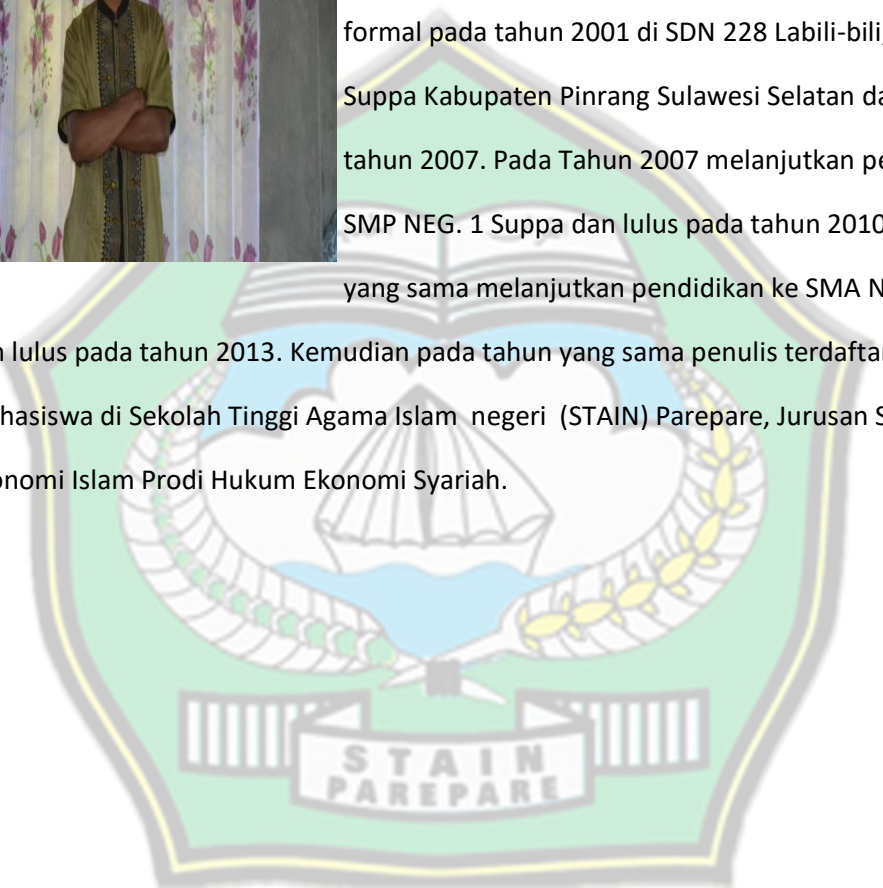 formal pada tahun 2001 di SDN 228 Labili-bili,
Suppa Kabupaten Pinrang Sulawesi Selatan da
tahun 2007. Pada Tahun 2007 melanjutkan pe
SMP NEG. 1 Suppa dan lulus pada tahun 2010
yang sama melanjutkan pendidikan ke SMA N
n lulus pada tahun 2013. Kemudian pada tahun yang sama penulis terdaftar
hasiswa di Sekolah Tinggi Agama Islam negeri (STAIN) Parepare, Jurusan S
onomi Islam Prodi Hukum Ekonomi Syariah.
STAIN
PAREPARE